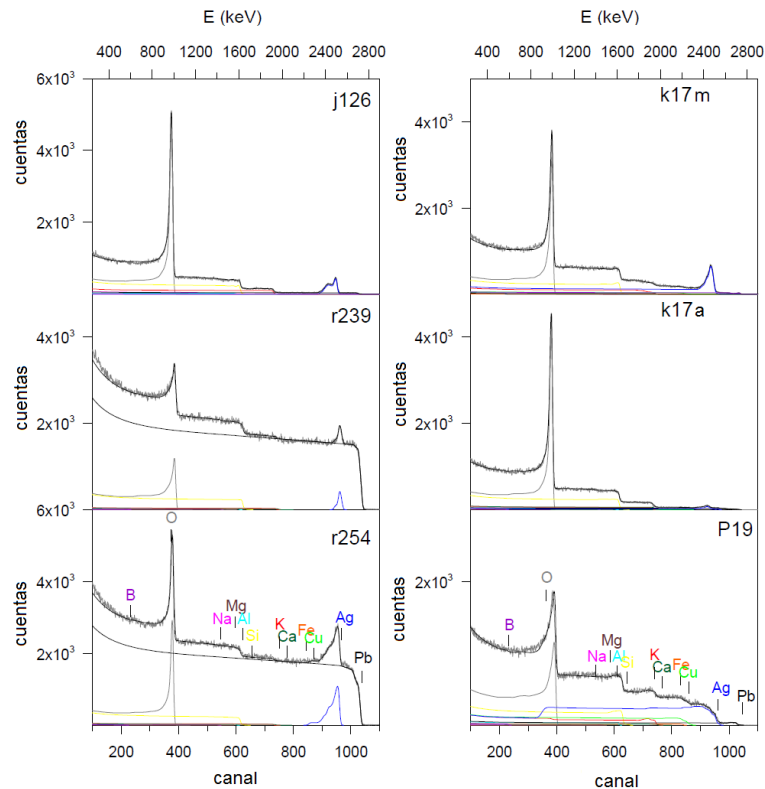 E (keV)
400 800 1200 1600 2000 2400 2800
6x10³
j126
cuentas
4x10³
2x10³
r239
4x10³
cuentas
2x10³
6x10³
O
r254
cuentas
4x10³
B
Mg
Na Al
Si
K
Ca
Fe
Cu
Ag
Pb
2x10³
200 400 600 800 1000
canal
E (keV)
400 800 1200 1600 2000 2400 2800
k17m
cuentas
4x10³
2x10³
k17a
4x10³
cuentas
2x10³
P19
O
2x10³
cuentas
B
Mg
Na Al
Si
K
Ca
Fe
Cu
Ag
Pb
200 400 600 800 1000
canal